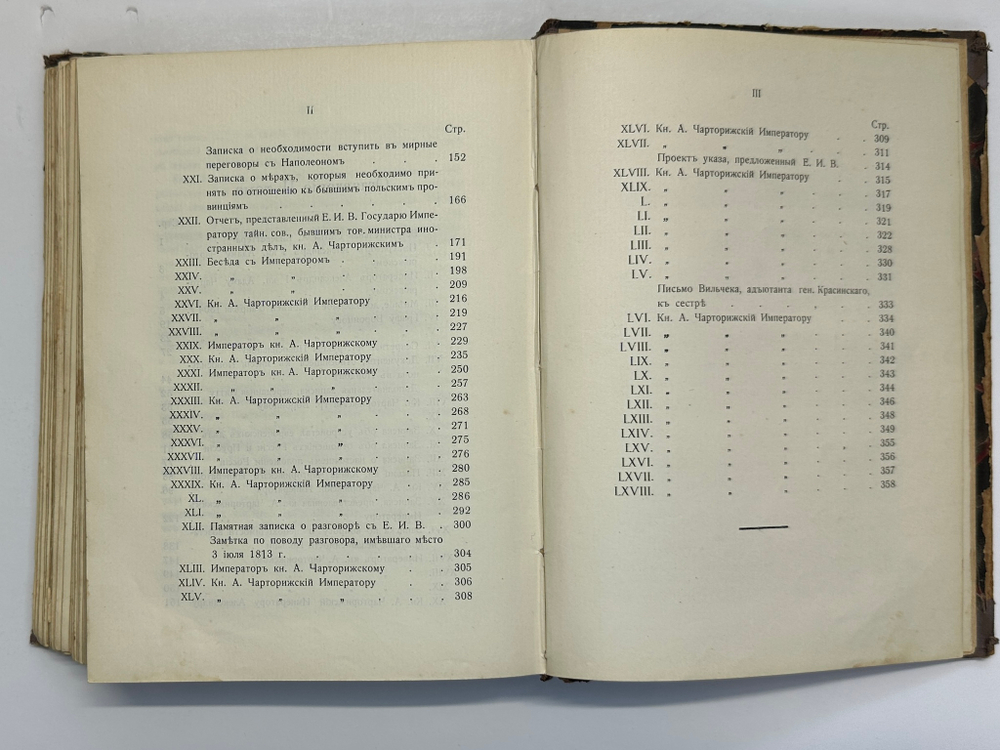 II
Стр.
Записка о необходимости вступить въ мирные
переговоры съ Наполеономъ . . . 152
XXI. Записка о мѣрахъ, которыя необходимо при-
нять по отношенію къ бывшимъ польскимъ про-
винціямъ . . . . . . 166
XXII. Отчетъ, представленный Е. И. В. Государю Импе-
ратору тайн. сов., бывшимъ тов. министра ино-
странныхъ дѣлъ, кн. А. Чарторижскимъ . 171
XXIII. Бесѣда съ Императоромъ . . . . 191
XXIV. „ „ . . . . 198
XXV. „ „ . . . . 209
XXVI. Кн. А. Чарторижскій Императору . . 216
XXVII. „ „ „ . . . 219
XXVIII. „ „ „ . . . 227
XXIX. Императоръ кн. А. Чарторижскому . . 229
XXX. Кн. А. Чарторижскій Императору . . 235
XXXI. Императоръ кн. А. Чарторижскому . . 250
XXXII. „ „ „ . . . 257
XXXIII. Кн. А. Чарторижскій Императору . . 263
XXXIV. „ „ „ . . . 268
XXXV. „ „ „ . . . 271
XXXVI. „ „ „ . . . 275
XXXVII. „ „ „ . . . 276
XXXVIII. Императоръ кн. А. Чарторижскому . . 280
XXXIX. Кн. А. Чарторижскій Императору . . 285
XL. „ „ „ . . . 286
XLI. „ „ „ . . . 292
XLII. Памятная записка о разговорѣ съ Е. И. В. . 300
Замѣтка по поводу разговора, имѣвшаго мѣсто
3 іюля 1813 г. . . . . . 304
XLIII. Императоръ кн. А. Чарторижскому . . 305
XLIV. Кн. А. Чарторижскій Императору . . 306
XLV. „ „ „ . . . 308
III
Стр.
XLVI. Кн. А. Чарторижскій Императору . . 309
XLVII. „ „ „ . . . 311
Проектъ указа, предложенный Е. И. В. . 314
XLVIII. Кн. А. Чарторижскій Императору . . 315
XLIX. „ „ „ . . . 317
L. „ „ „ . . . 319
LI. „ „ „ . . . 321
LII. „ „ „ . . . 322
LIII. „ „ „ . . . 328
LIV. „ „ „ . . . 330
LV. „ „ „ . . . 331
Письмо Вильчека, адъютанта ген. Красинскаго,
къ сестрѣ . . . . . 333
LVI. Кн. А. Чарторижскій Императору . . 334
LVII. „ „ „ . . . 340
LVIII. „ „ „ . . . 341
LIX. „ „ „ . . . 342
LX. „ „ „ . . . 343
LXI. „ „ „ . . . 344
LXII. „ „ „ . . . 346
LXIII. „ „ „ . . . 348
LXIV. „ „ „ . . . 349
LXV. „ „ „ . . . 355
LXVI. „ „ „ . . . 356
LXVII. „ „ „ . . . 357
LXVIII. „ „ „ . . . 358